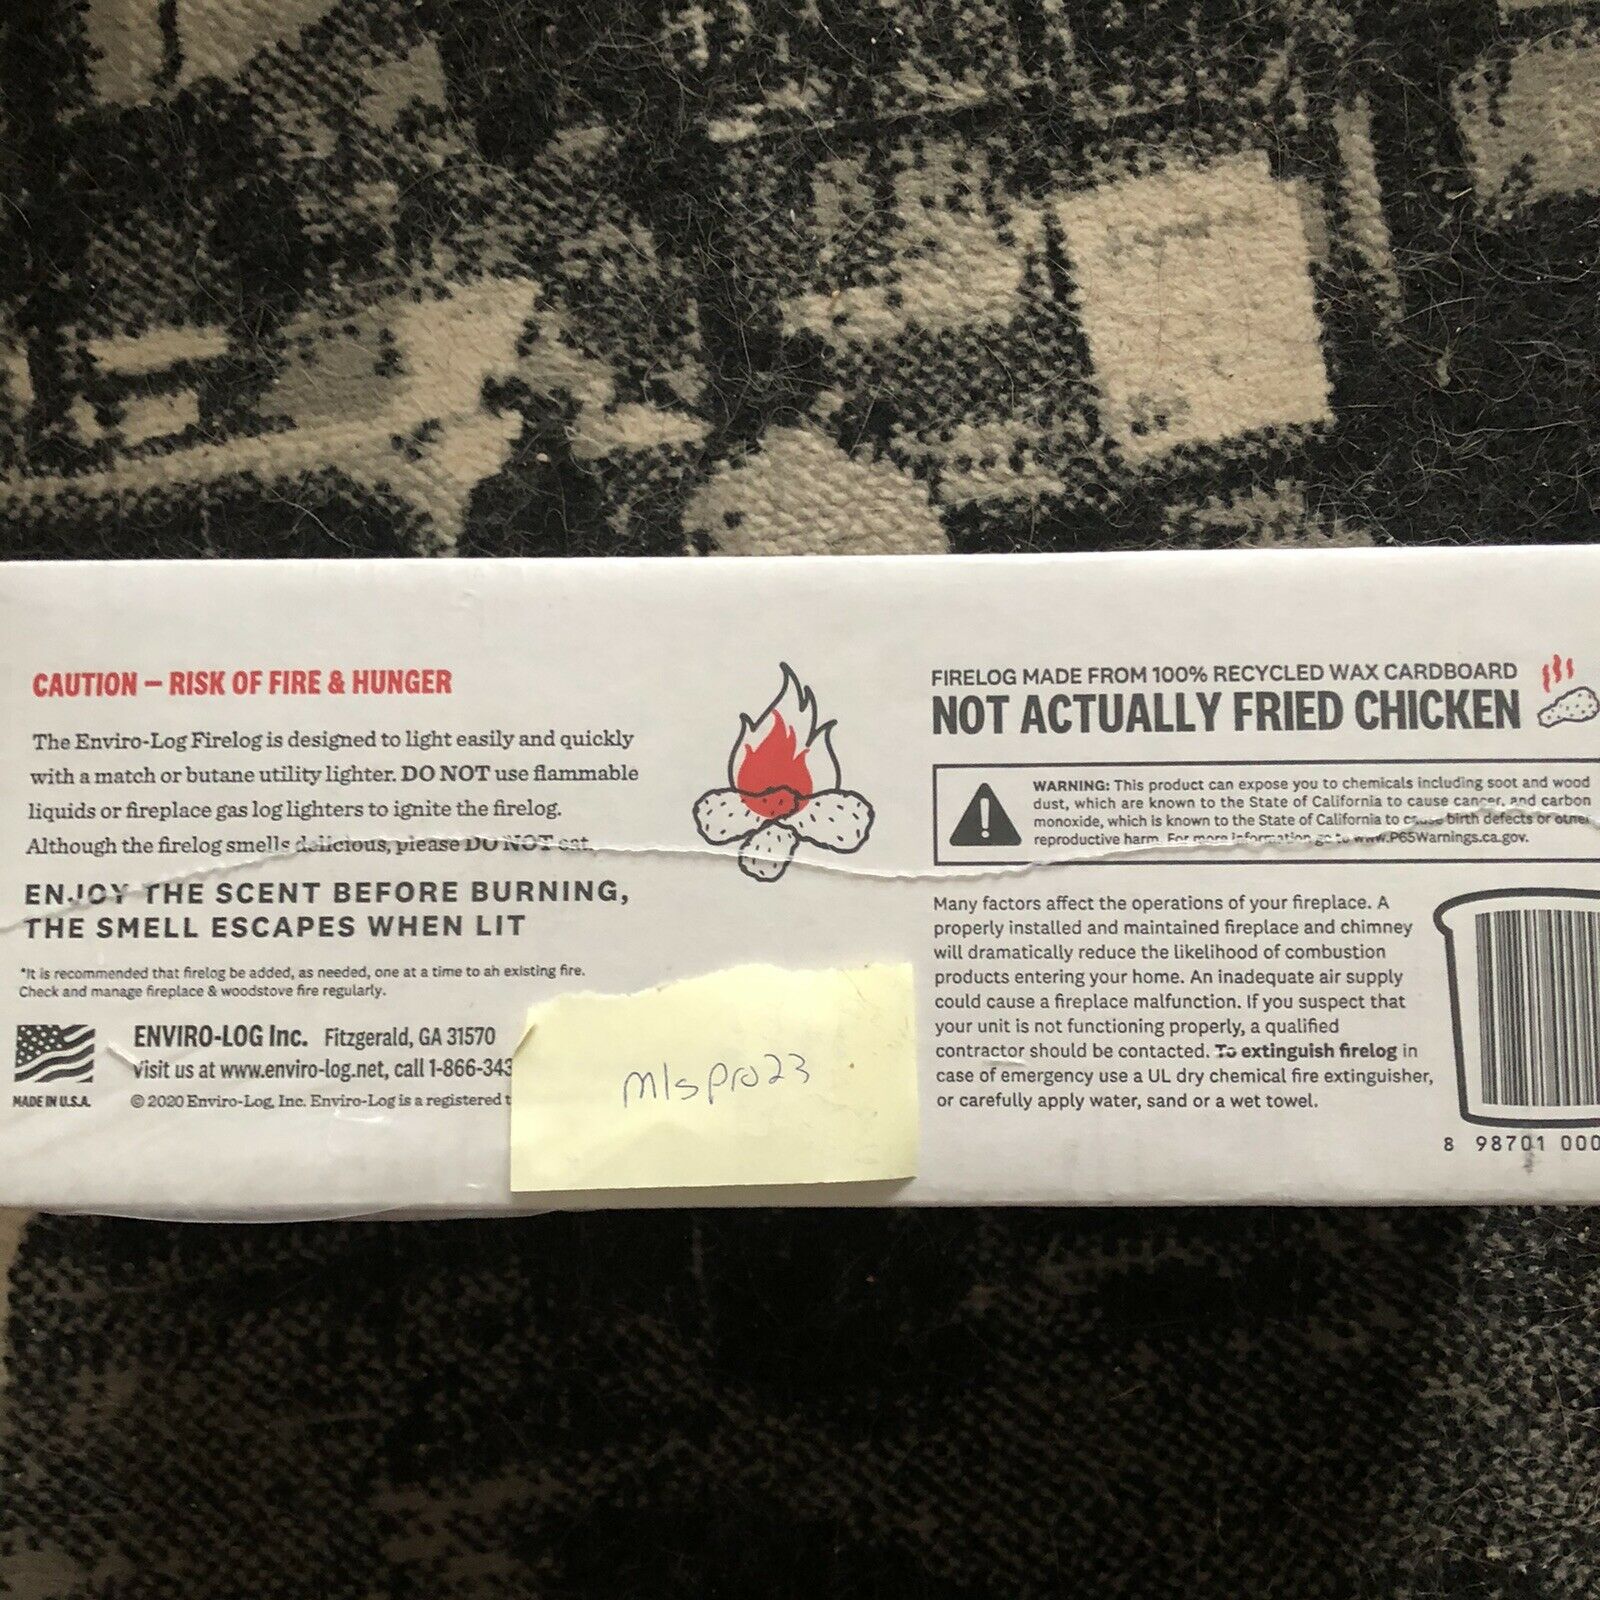 CAUTION – RISK OF FIRE & HUNGER
The Enviro-Log Firelog is designed to light easily and quickly
with a match or butane utility lighter. DO NOT use flammable
liquids or fireplace gas log lighters to ignite the firelog.
Although the firelog smells delicious, please DO NOT eat.
ENJOY THE SCENT BEFORE BURNING,
THE SMELL ESCAPES WHEN LIT
*It is recommended that firelog be added, as needed, one at a time to an existing fire.
Check and manage fireplace & woodstove fire regularly.
MADE IN U.S.A.
ENVIRO-LOG Inc. Fitzgerald, GA 31570
Visit us at www.enviro-log.net, call 1-866-343
© 2020 Enviro-Log, Inc. Enviro-Log is a registered t
mlspro23
FIRELOG MADE FROM 100% RECYCLED WAX CARDBOARD
NOT ACTUALLY FRIED CHICKEN
WARNING: This product can expose you to chemicals including soot and wood
dust, which are known to the State of California to cause cancer, and carbon
monoxide, which is known to the State of California to cause birth defects or other
reproductive harm. For more information go to www.P65Warnings.ca.gov.
Many factors affect the operations of your fireplace. A
properly installed and maintained fireplace and chimney
will dramatically reduce the likelihood of combustion
products entering your home. An inadequate air supply
could cause a fireplace malfunction. If you suspect that
your unit is not functioning properly, a qualified
contractor should be contacted. To extinguish firelog in
case of emergency use a UL dry chemical fire extinguisher,
or carefully apply water, sand or a wet towel.
8 98701 000